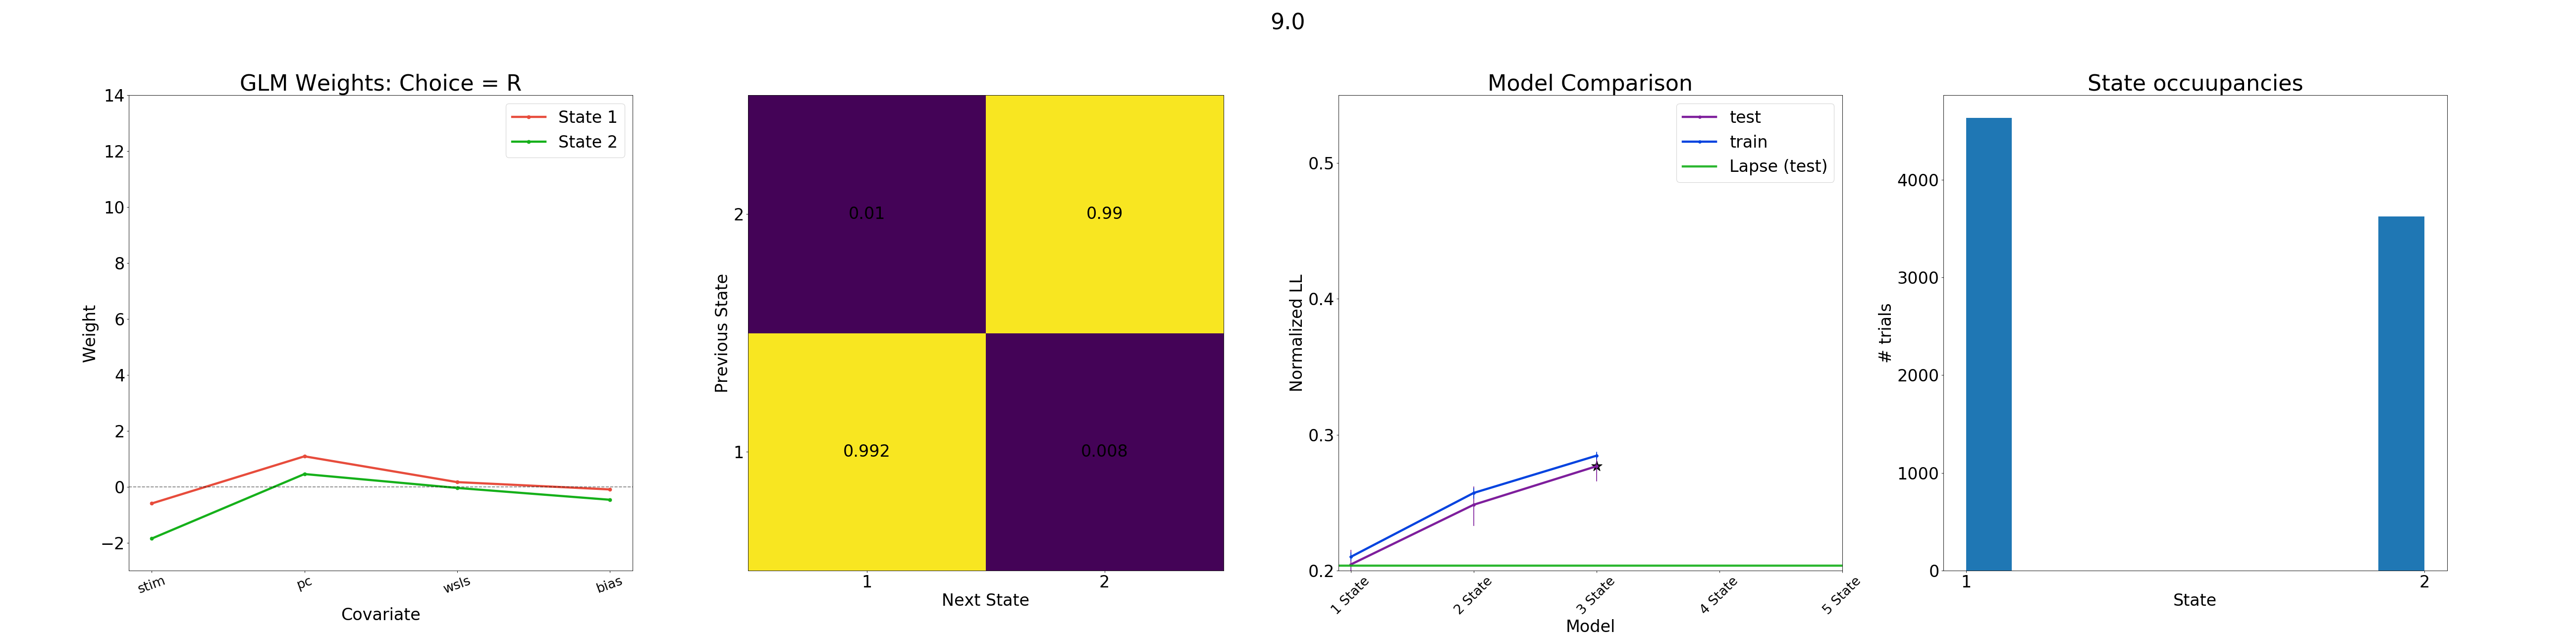 9.0
GLM Weights: Choice = R
14
12
10
8
6
4
2
0
−2
Weight
State 1
State 2
stim
pc
wsls
bias
Covariate
Previous State
2
1
0.01
0.99
0.992
0.008
1
2
Next State
Model Comparison
Normalized LL
0.5
0.4
0.3
0.2
test
train
Lapse (test)
1 State
2 State
3 State
4 State
5 State
Model
State occuupancies
# trials
4000
3000
2000
1000
0
1
2
State